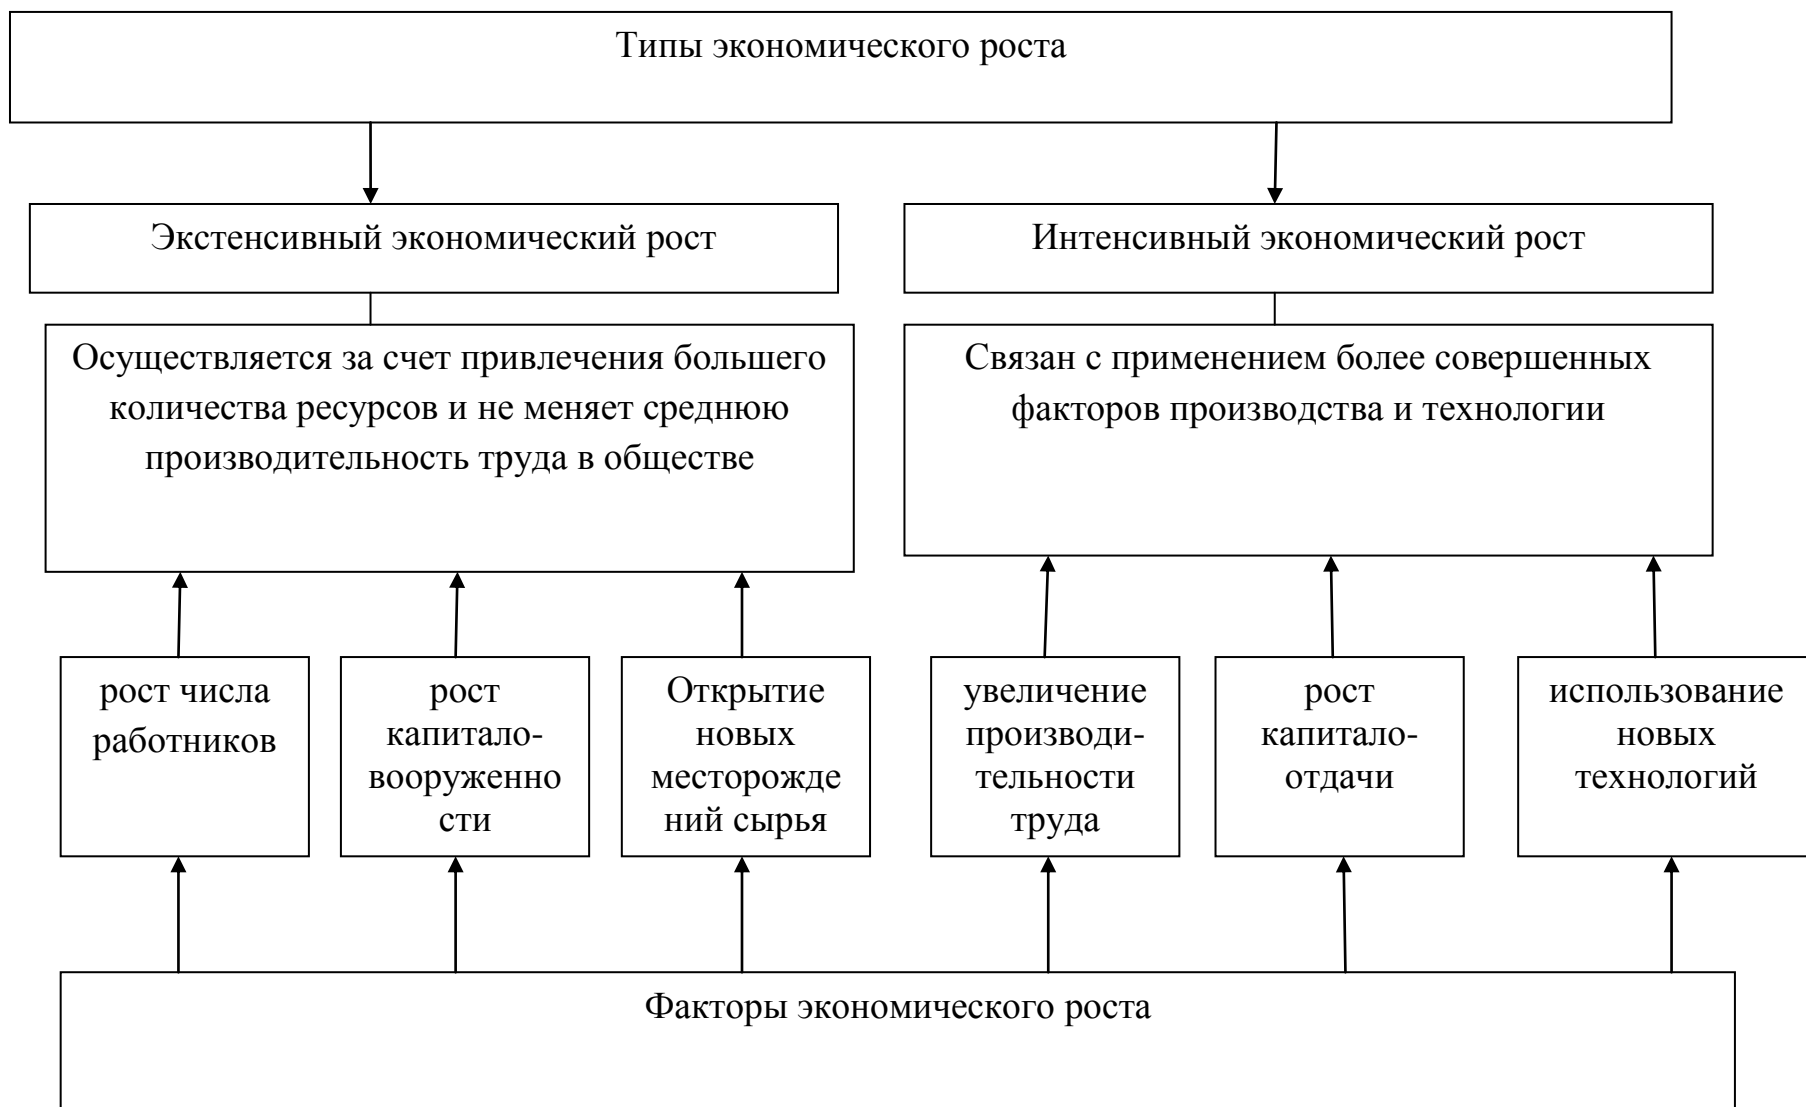 Типы экономического роста
Экстенсивный экономический рост
Интенсивный экономический рост
Осуществляется за счет привлечения большего
количества ресурсов и не меняет среднюю
производительность труда в обществе
Связан с применением более совершенных
факторов производства и технологии
рост числа
работников
рост
капитало-
вооруженно
сти
Открытие
новых
месторожде
ний сырья
увеличение
производи-
тельности
труда
рост
капитало-
отдачи
использование
новых
технологий
Факторы экономического роста